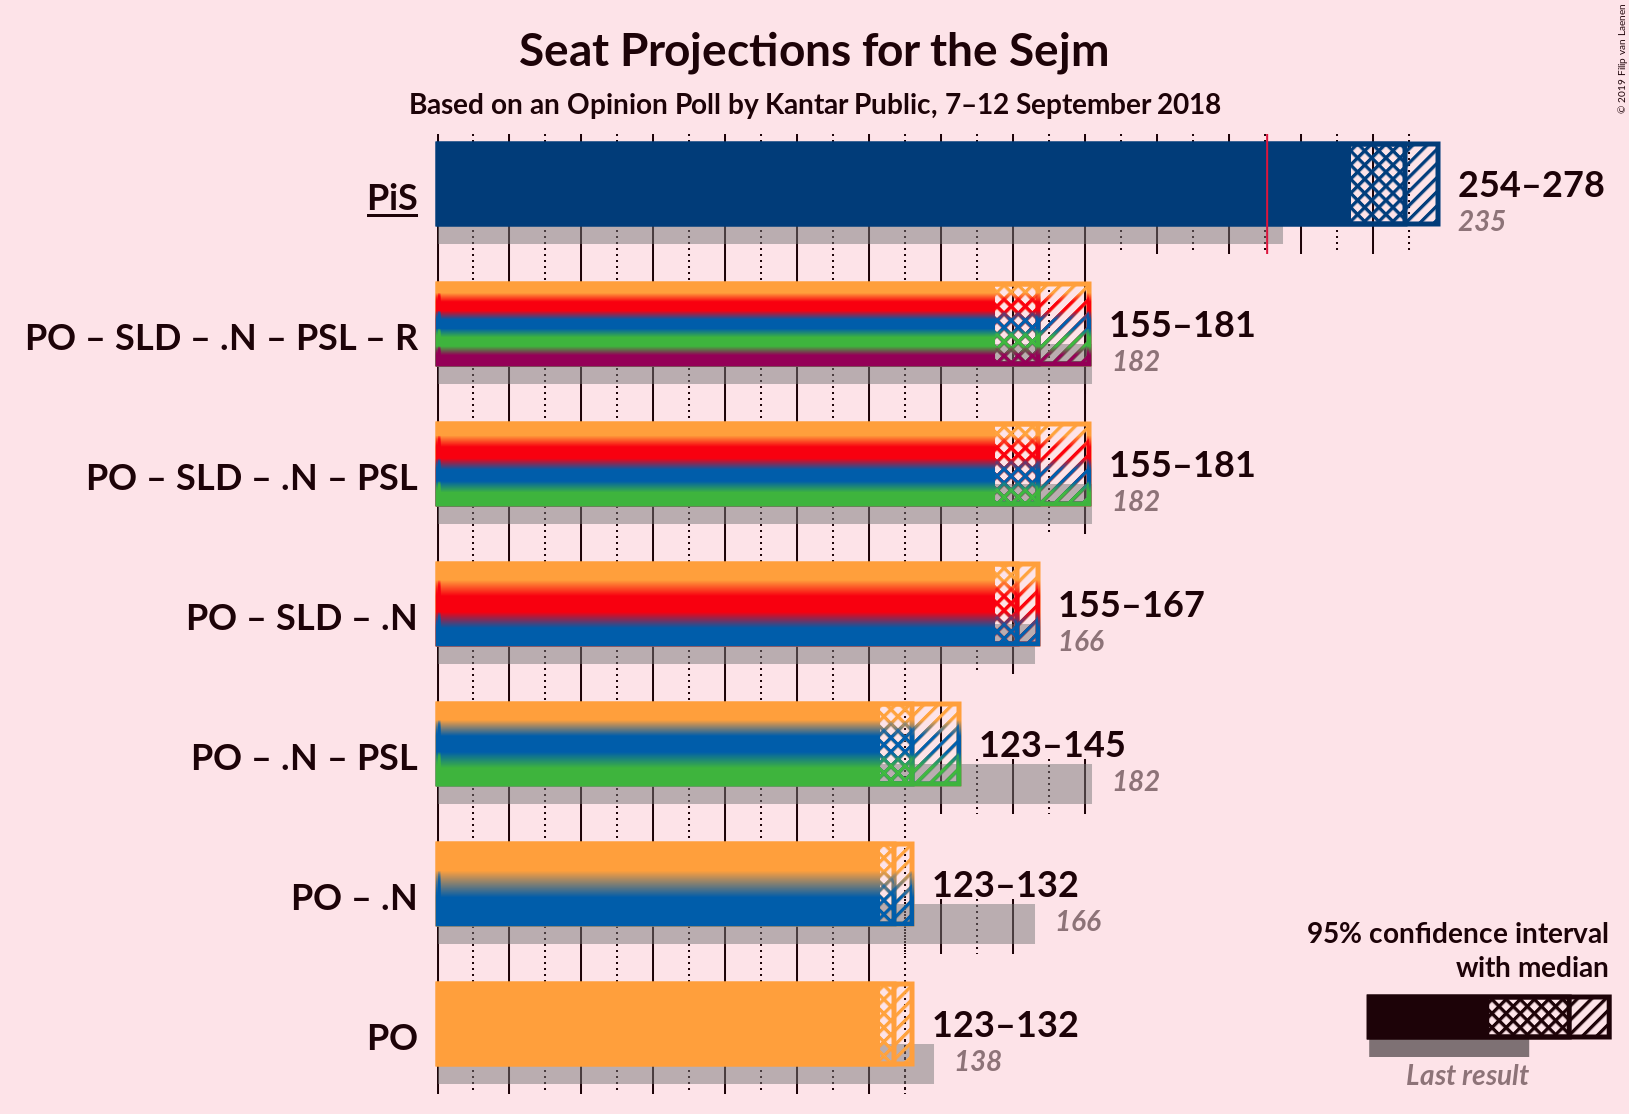 Seat Projections for the Sejm
Based on an Opinion Poll by Kantar Public, 7–12 September 2018
© 2019 Filip van Laenen
PiS
254–278
235
PO – SLD – .N – PSL – R
155–181
182
PO – SLD – .N – PSL
155–181
182
PO – SLD – .N
155–167
166
PO – .N – PSL
123–145
182
PO – .N
123–132
166
PO
123–132
138
95% confidence interval
with median
Last result